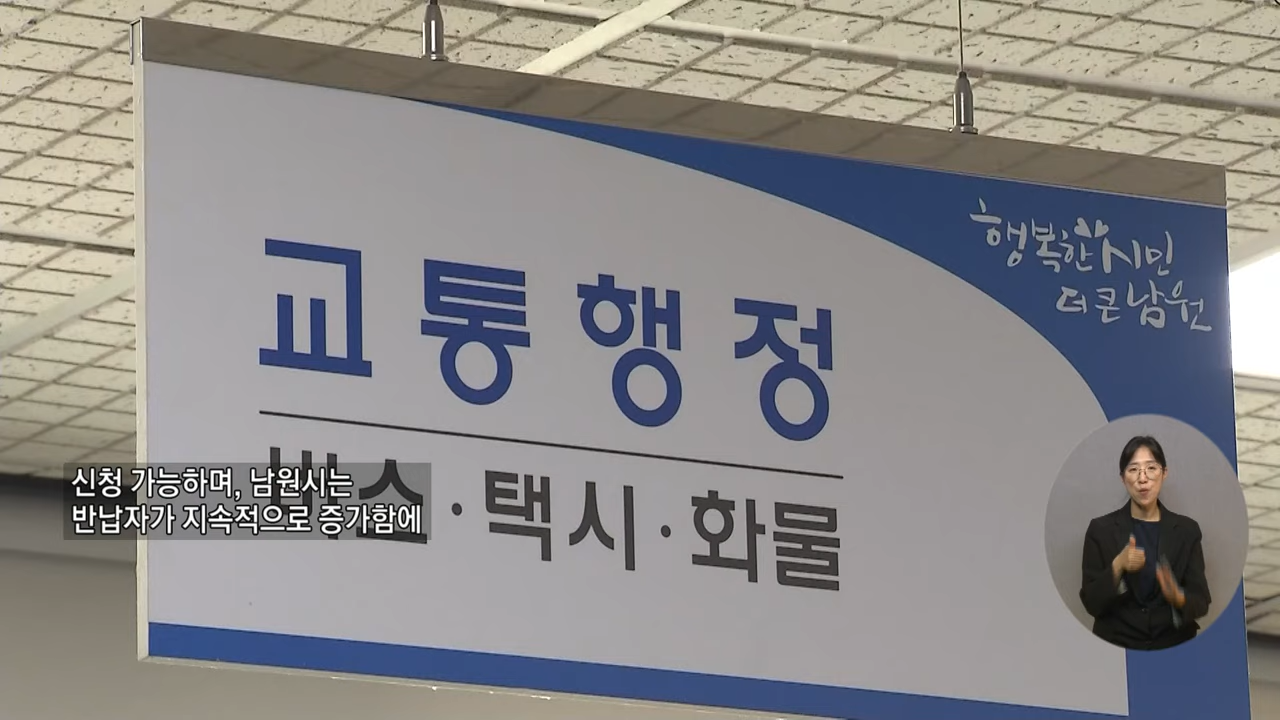 행복한 시민
더 큰 남원
교통행정
버스·택시·화물
신청 가능하며, 남원시는
반납자가 지속적으로 증가함에